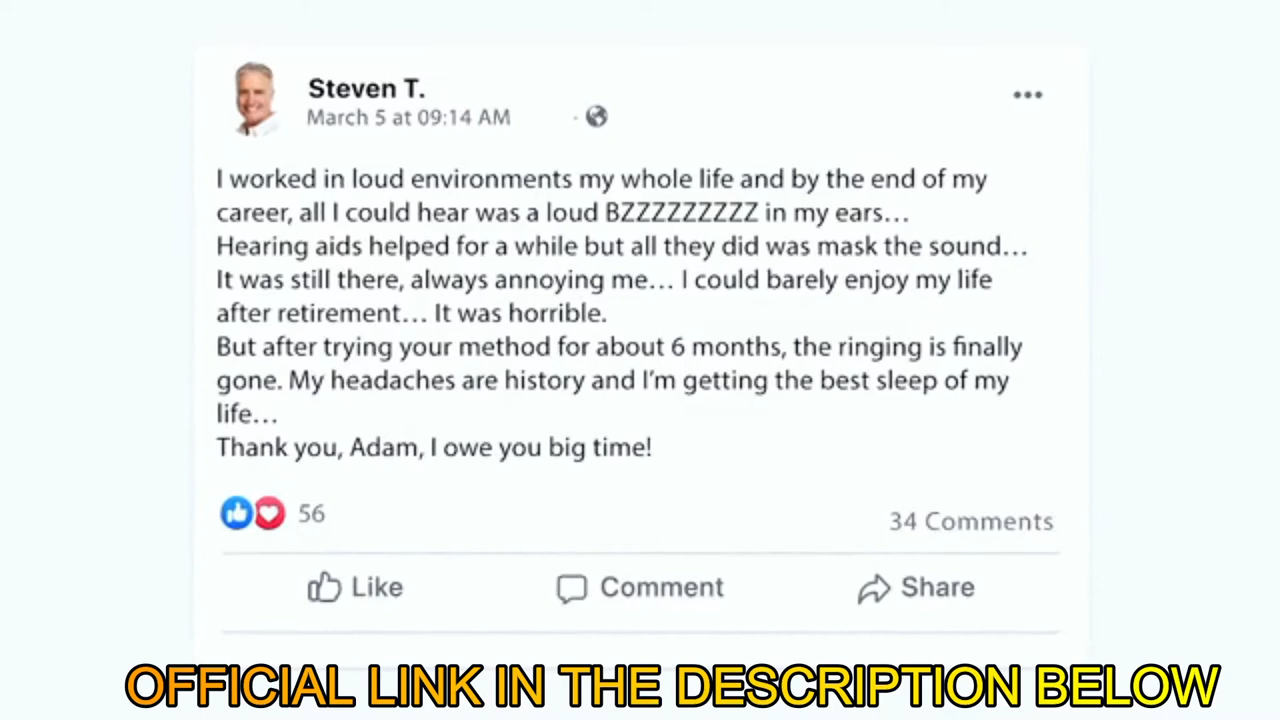 Steven T.
March 5 at 09:14 AM ·
I worked in loud environments my whole life and by the end of my
career, all I could hear was a loud BZZZZZZZZZ in my ears…
Hearing aids helped for a while but all they did was mask the sound…
It was still there, always annoying me… I could barely enjoy my life
after retirement… It was horrible.
But after trying your method for about 6 months, the ringing is finally
gone. My headaches are history and I'm getting the best sleep of my
life…
Thank you, Adam, I owe you big time!
56
34 Comments
Like Comment Share
OFFICIAL LINK IN THE DESCRIPTION BELOW